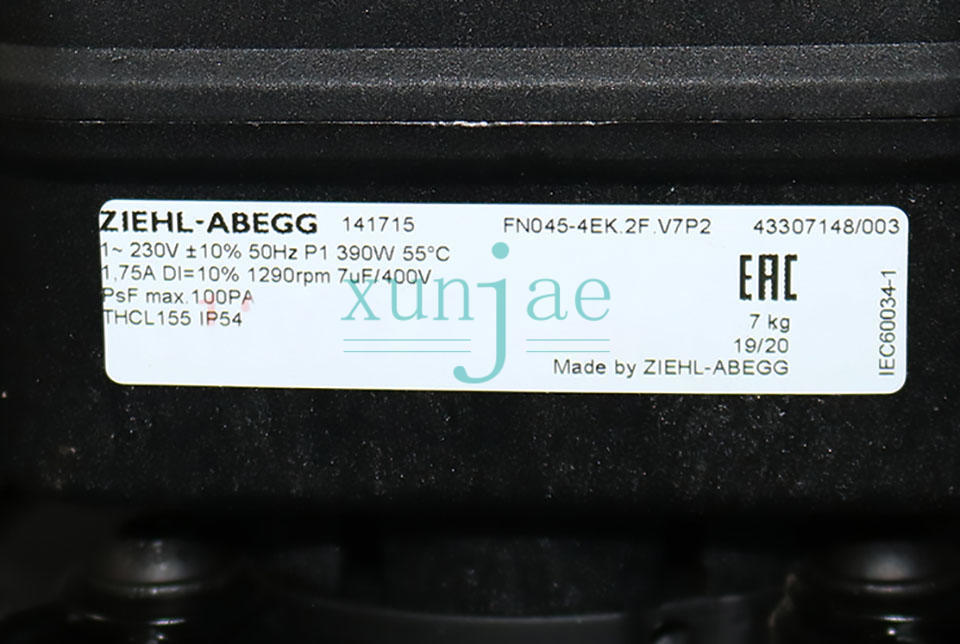 ZIEHL-ABEGG 141715 FN045-4EK.2F.V7P2 43307148/003
1~ 230V ±10% 50Hz P1 390W 55°C
1,75A DI=10% 1290rpm 7uF/400V
PsF max.100PA
THCL155 IP54
EAC
7 kg
19/20
Made by ZIEHL-ABEGG
IEC60034-1
xunjae